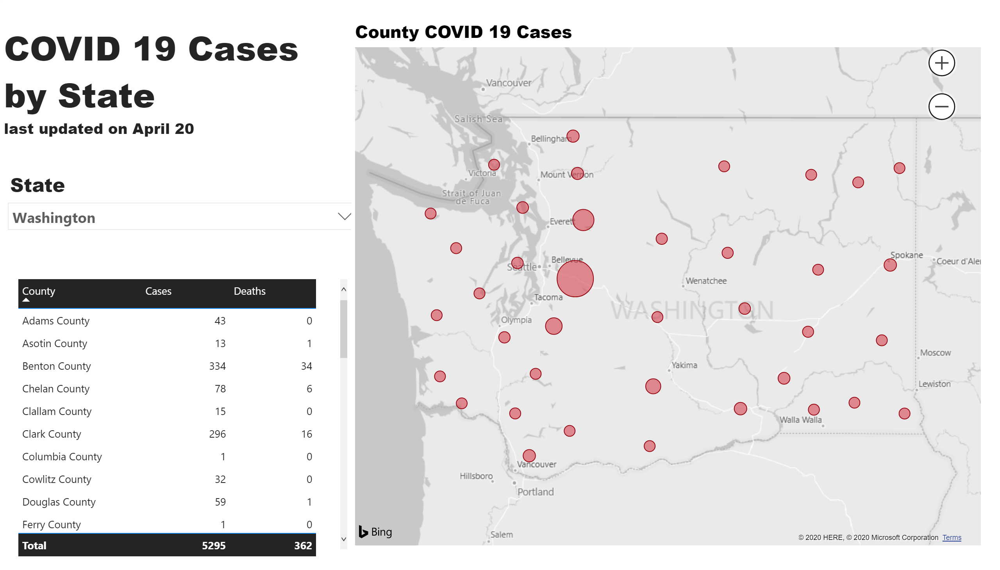 COVID 19 Cases
by State
last updated on April 20
State
Washington
County Cases Deaths
Adams County 43 0
Asotin County 13 1
Benton County 334 34
Chelan County 78 6
Clallam County 15 0
Clark County 296 16
Columbia County 1 0
Cowlitz County 32 0
Douglas County 59 1
Ferry County 1 0
Total 5295 362
County COVID 19 Cases
Vancouver
Salish Sea
Bellingham
Victoria
Mount Vernon
Strait of Juan
de Fuca
Everett
Bellevue
Seattle
Spokane
Coeur d'Aler
Wenatchee
Tacoma
WASHINGTON
Olympia
Moscow
Yakima
Lewiston
Walla Walla
Vancouver
Hillsboro
Portland
Salem
Bing
© 2020 HERE, © 2020 Microsoft Corporation Terms